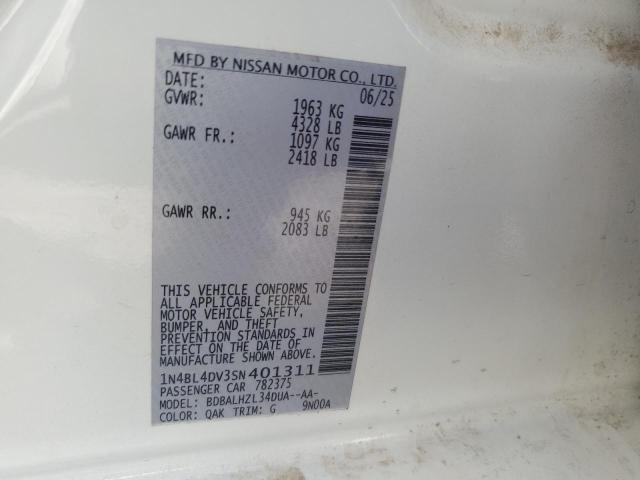 MFD BY NISSAN MOTOR CO., LTD.
DATE: 06/25
GVWR: 1963 KG
4328 LB
GAWR FR.: 1097 KG
2418 LB
GAWR RR.: 945 KG
2083 LB
THIS VEHICLE CONFORMS TO
ALL APPLICABLE FEDERAL
MOTOR VEHICLE SAFETY,
BUMPER, AND THEFT
PREVENTION STANDARDS IN
EFFECT ON THE DATE OF
MANUFACTURE SHOWN ABOVE.
1N4BL4DV3SN401311
PASSENGER CAR 782375
MODEL: BDBALHZL34DUA--AA-
COLOR: QAK TRIM: G 9N00A